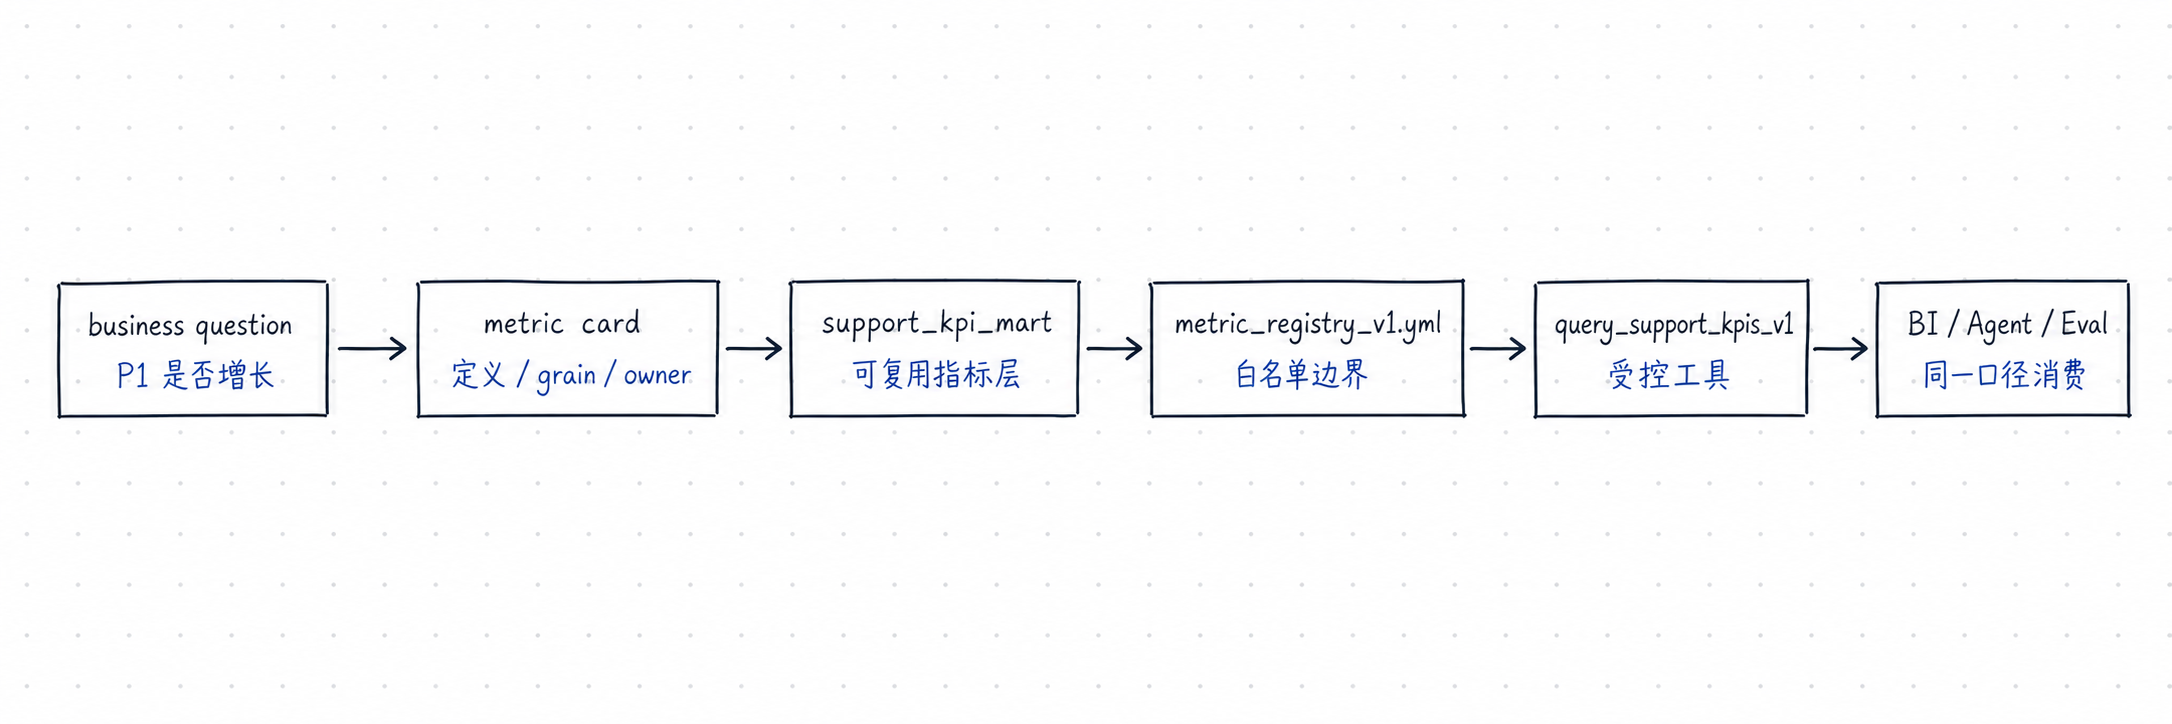 business question
P1 是否增长
metric card
定义 / grain / owner
support_kpi_mart
可复用指标层
metric_registry_v1.yml
白名单边界
query_support_kpis_v1
受控工具
BI / Agent / Eval
同一口径消费